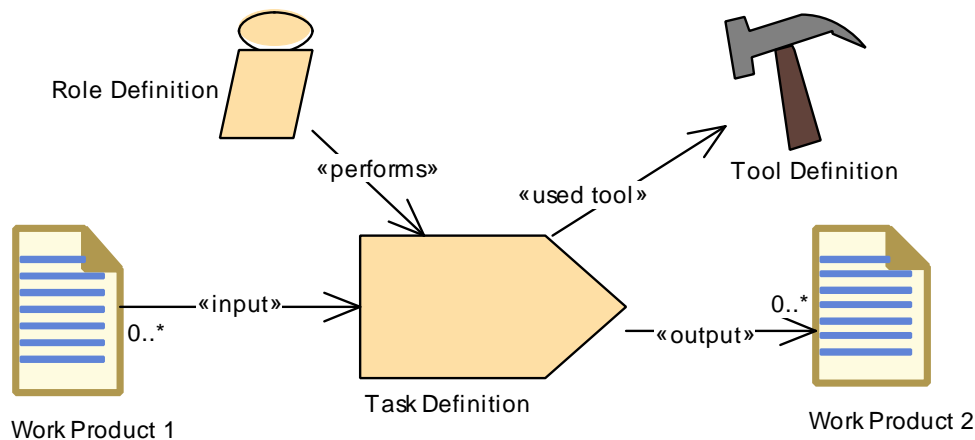 Role Definition
«performs»
«used tool»
Tool Definition
«input»
0..*
0..*
«output»
Task Definition
Work Product 1
Work Product 2